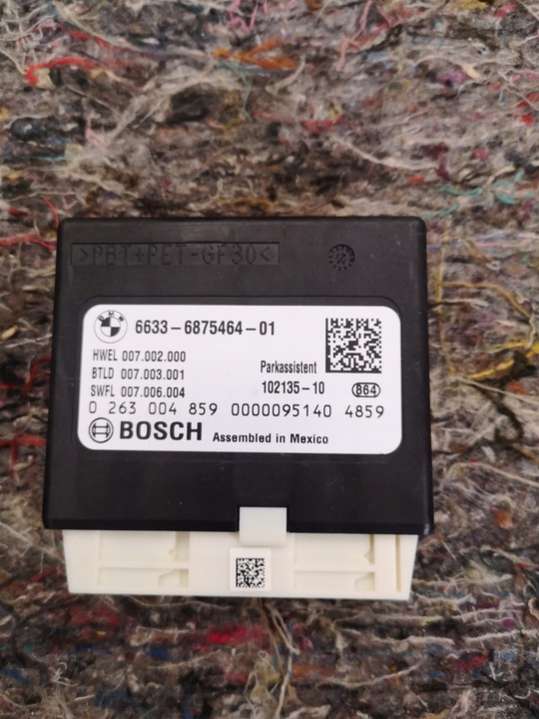 >PBT+PET-GF30<
BMW
6633-6875464-01
HWEL 007.002.000
BTLD 007.003.001
SWFL 007.006.004
Parkassistent
102135-10
B64
0 263 004 859 0000095140 4859
BOSCH Assembled in Mexico